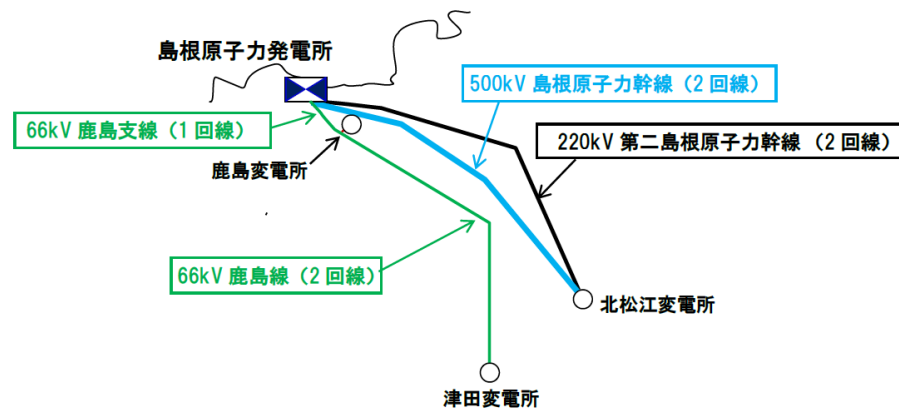 島根原子力発電所
500kV 島根原子力幹線（2 回線）
66kV 鹿島支線（1 回線）
220kV 第二島根原子力幹線（2 回線）
鹿島変電所
66kV 鹿島線（2 回線）
北松江変電所
津田変電所